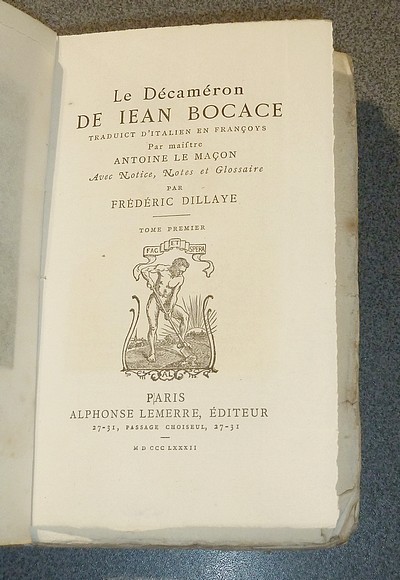 Le Décaméron
DE IEAN BOCACE
TRADUICT D'ITALIEN EN FRANÇOYS
Par maiſtre
ANTOINE LE MAÇON
Avec Notice, Notes et Glossaire
PAR
FRÉDÉRIC DILLAYE
TOME PREMIER
FAC ET SPERA
AL
PARIS
ALPHONSE LEMERRE, ÉDITEUR
27-31, PASSAGE CHOISEUL, 27-31
M D CCC LXXXII